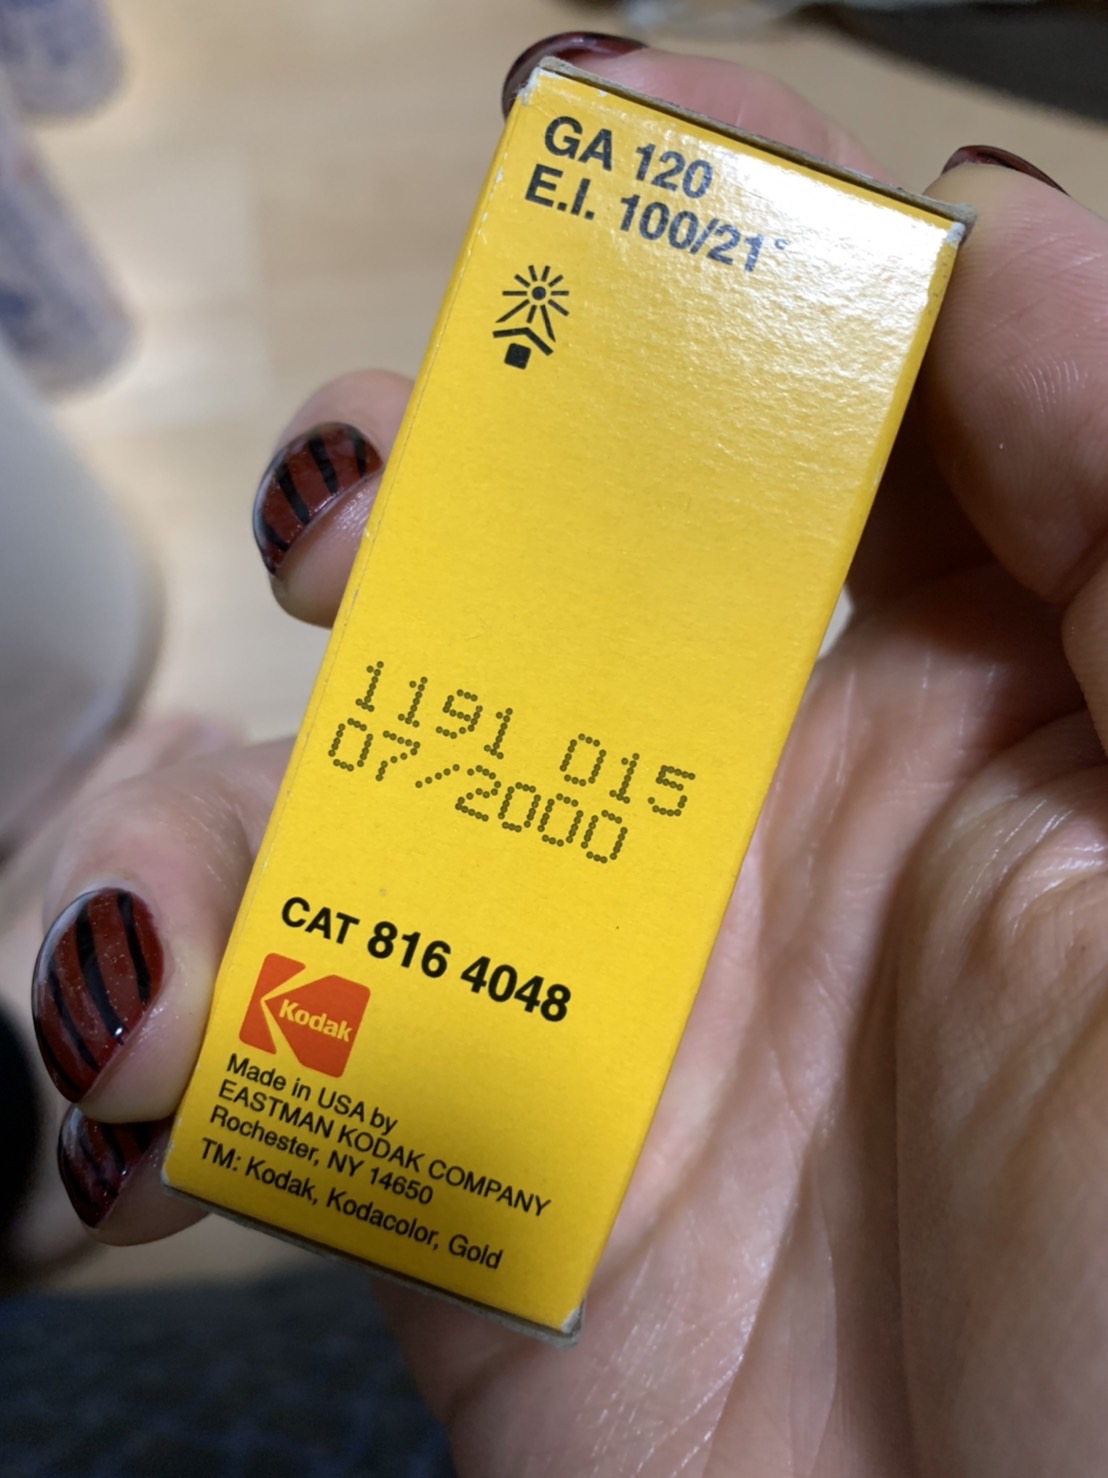 GA 120
E.I. 100/21°
1191 015
07/2000
CAT 816 4048
Kodak
Made in USA by
EASTMAN KODAK COMPANY
Rochester, NY 14650
TM: Kodak, Kodacolor, Gold